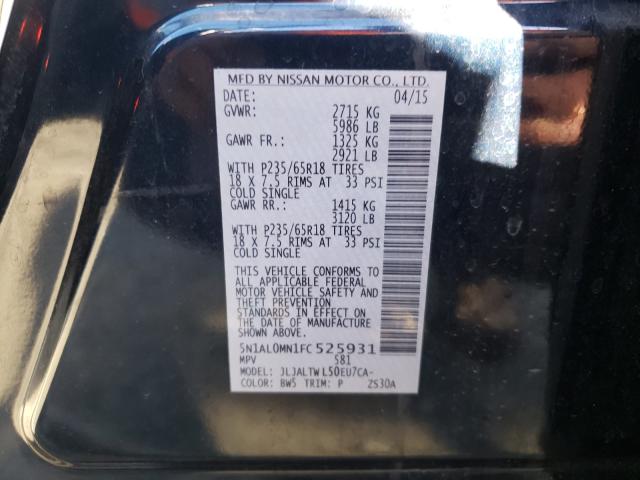 MFD BY NISSAN MOTOR CO., LTD.
DATE: 04/15
GVWR: 2715 KG
5986 LB
GAWR FR.: 1325 KG
2921 LB
WITH P235/65R18 TIRES
18 X 7.5 RIMS AT 33 PSI
COLD SINGLE
GAWR RR.: 1415 KG
3120 LB
WITH P235/65R18 TIRES
18 X 7.5 RIMS AT 33 PSI
COLD SINGLE
THIS VEHICLE CONFORMS TO
ALL APPLICABLE FEDERAL
MOTOR VEHICLE SAFETY AND
THEFT PREVENTION
STANDARDS IN EFFECT ON
THE DATE OF MANUFACTURE
SHOWN ABOVE.
5N1AL0MN1FC525931
MPV S81
MODEL: JLJALTWL50EU7CA-
COLOR: BW5 TRIM: P ZS30A